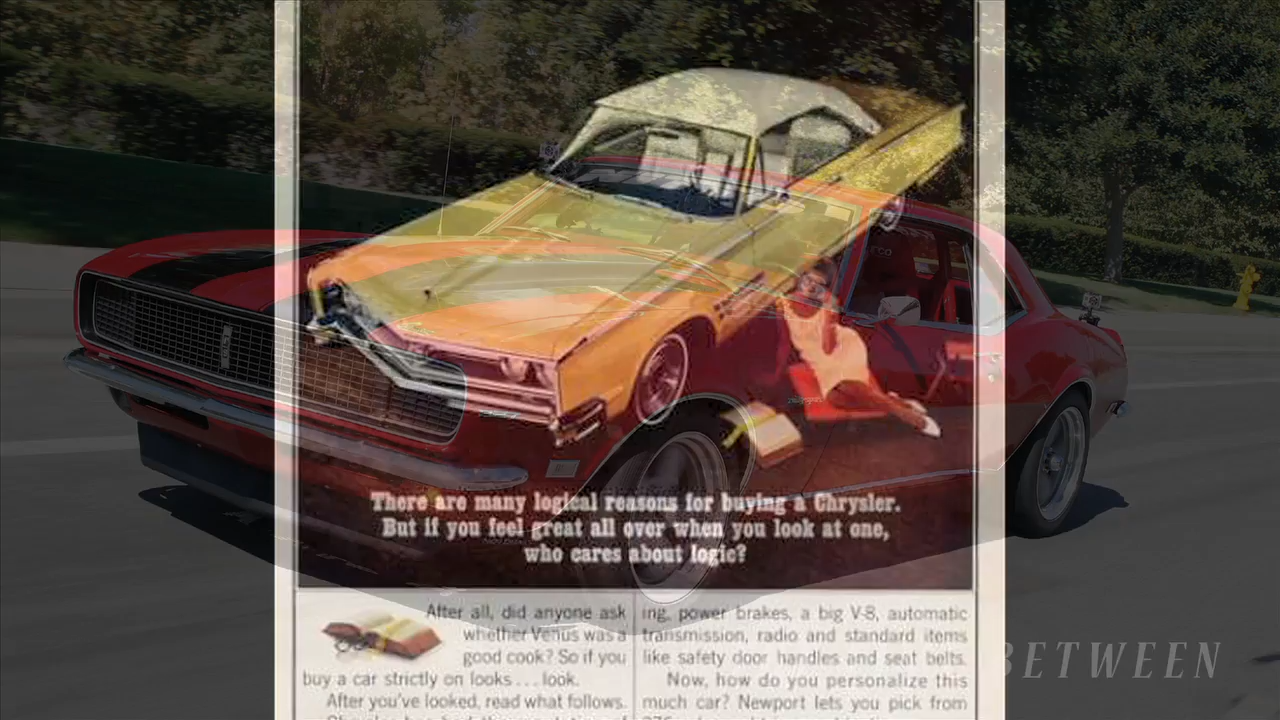 There are many logical reasons for buying a Chrysler.
But if you feel great all over when you look at one,
who cares about logic?
After all, did anyone ask
whether Venus was a
good cook? So if you
buy a car strictly on looks . . . look.
After you've looked, read what follows.
ing, power brakes, a big V-8, automatic
transmission, radio and standard items
like safety door handles and seat belts.
Now, how do you personalize this
much car? Newport lets you pick from
BETWEEN